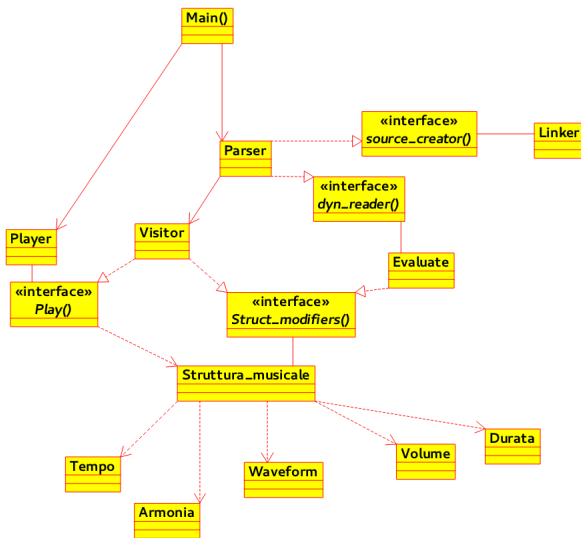 Main()
«interface»
source_creator()
Linker
Parser
«interface»
dyn_reader()
Player
Visitor
Evaluate
«interface»
Play()
«interface»
Struct_modifiers()
Struttura_musicale
Durata
Volume
Tempo
Waveform
Armonia